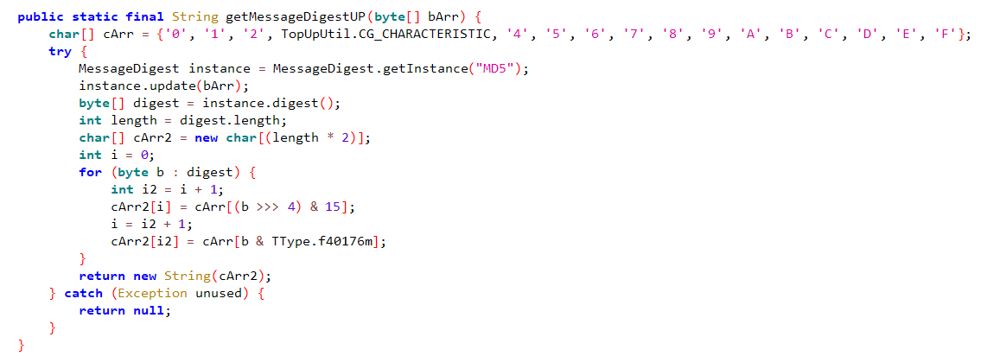 public static final String getMessageDigestUP(byte[] bArr) {
    char[] cArr = {'0', '1', '2', TopUpUtil.CG_CHARACTERISTIC, '4', '5', '6', '7', '8', '9', 'A', 'B', 'C', 'D', 'E', 'F'};
    try {
        MessageDigest instance = MessageDigest.getInstance("MD5");
        instance.update(bArr);
        byte[] digest = instance.digest();
        int length = digest.length;
        char[] cArr2 = new char[(length * 2)];
        int i = 0;
        for (byte b : digest) {
            int i2 = i + 1;
            cArr2[i] = cArr[(b >>> 4) & 15];
            i = i2 + 1;
            cArr2[i2] = cArr[b & TType.f40176m];
        }
        return new String(cArr2);
    } catch (Exception unused) {
        return null;
    }
}